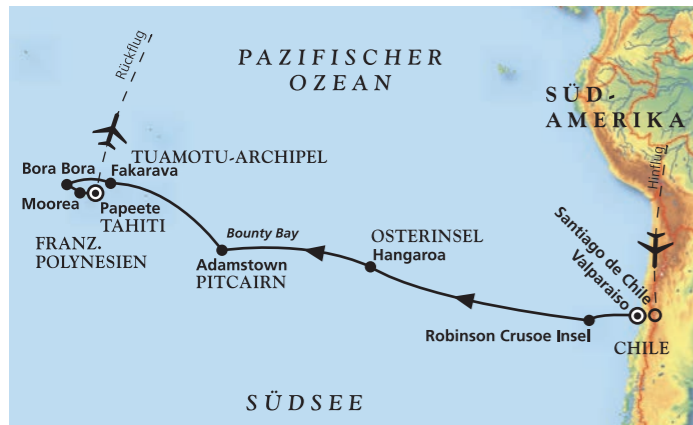 Rückflug
PAZIFISCHER
OZEAN
SÜD-
AMERIKA
Hinflug
TUAMOTU-ARCHIPEL
Bora Bora
Fakarava
Moorea
Papeete
TAHITI
FRANZ.
POLYNESIEN
Bounty Bay
Adamstown
PITCAIRN
OSTERINSEL
Hangaroa
Santiago de Chile
Valparaiso
Robinson Crusoe Insel
CHILE
SÜDSEE